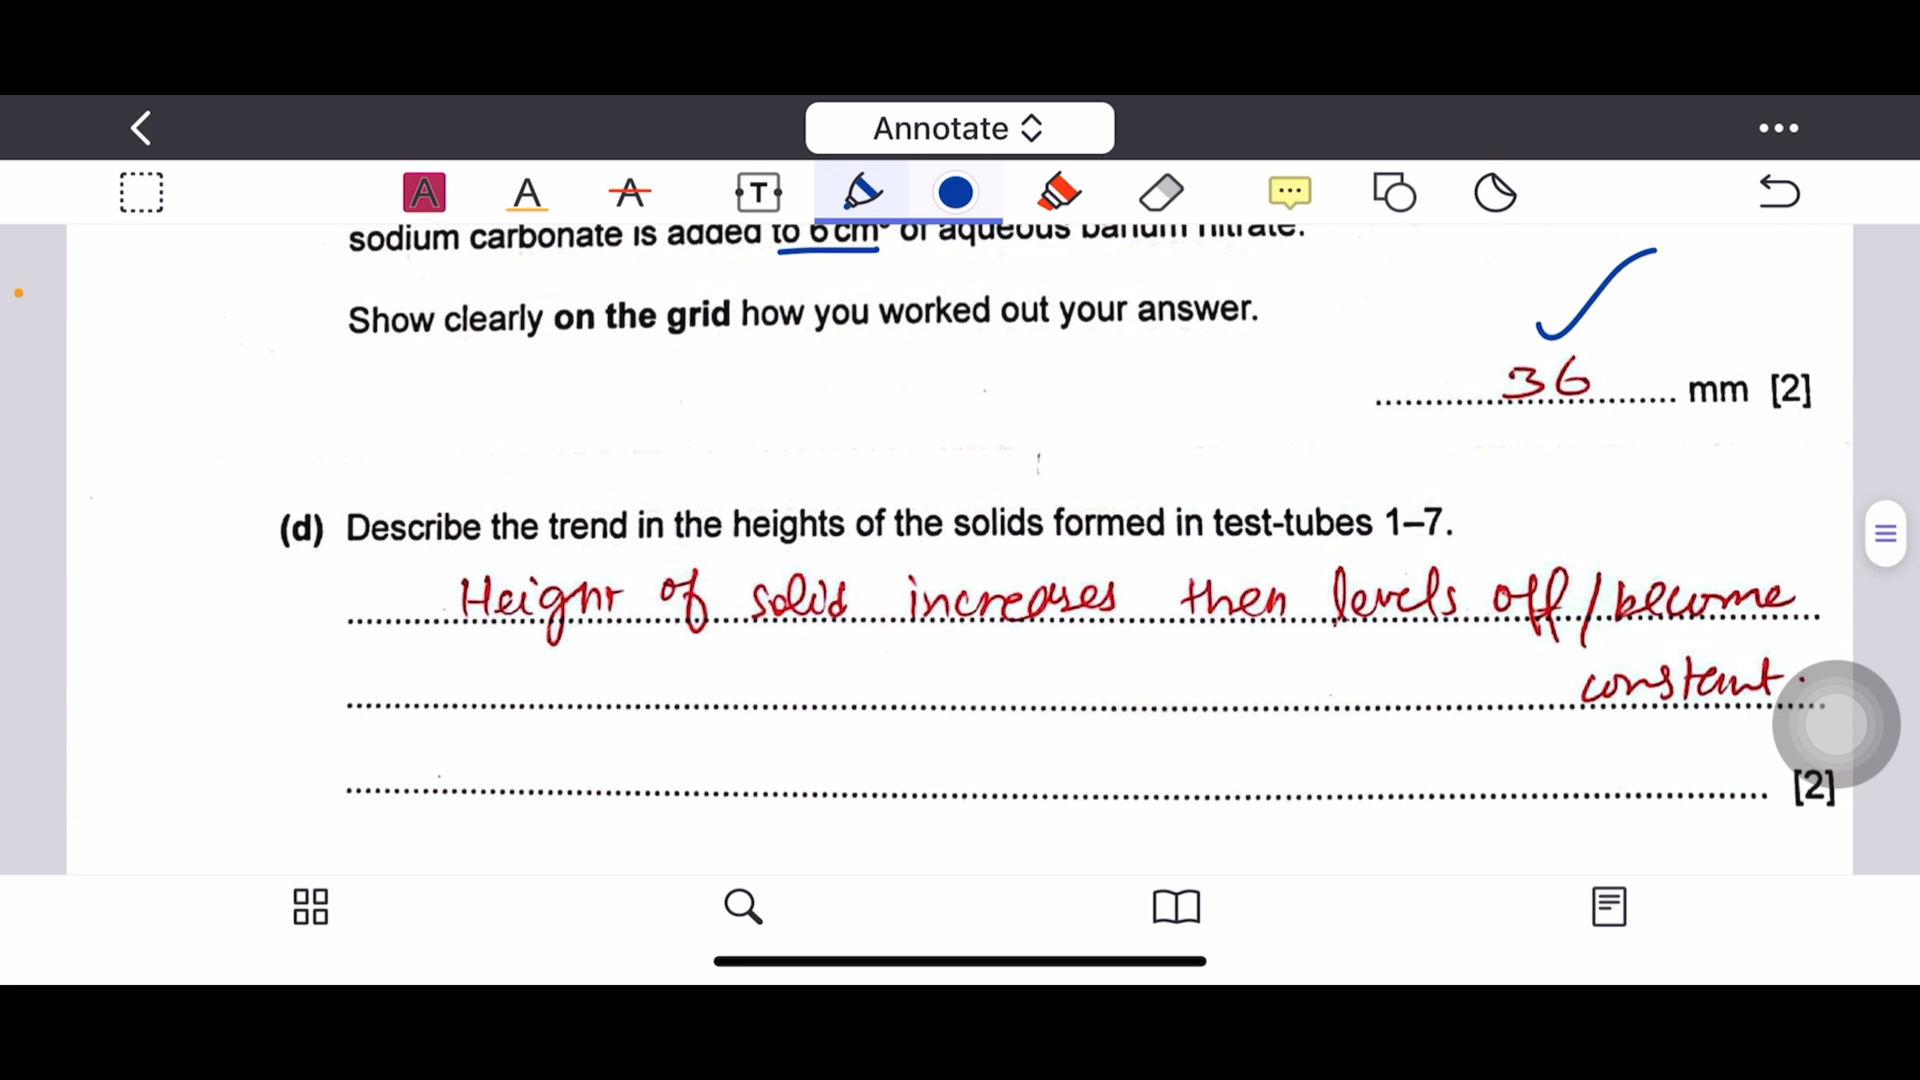 Annotate
A A A T
sodium carbonate is added to 6 cm³ of aqueous barium nitrate.
Show clearly on the grid how you worked out your answer.
36 mm [2]
(d) Describe the trend in the heights of the solids formed in test-tubes 1–7.
Height of solid increases then levels off / become
constant.
[2]